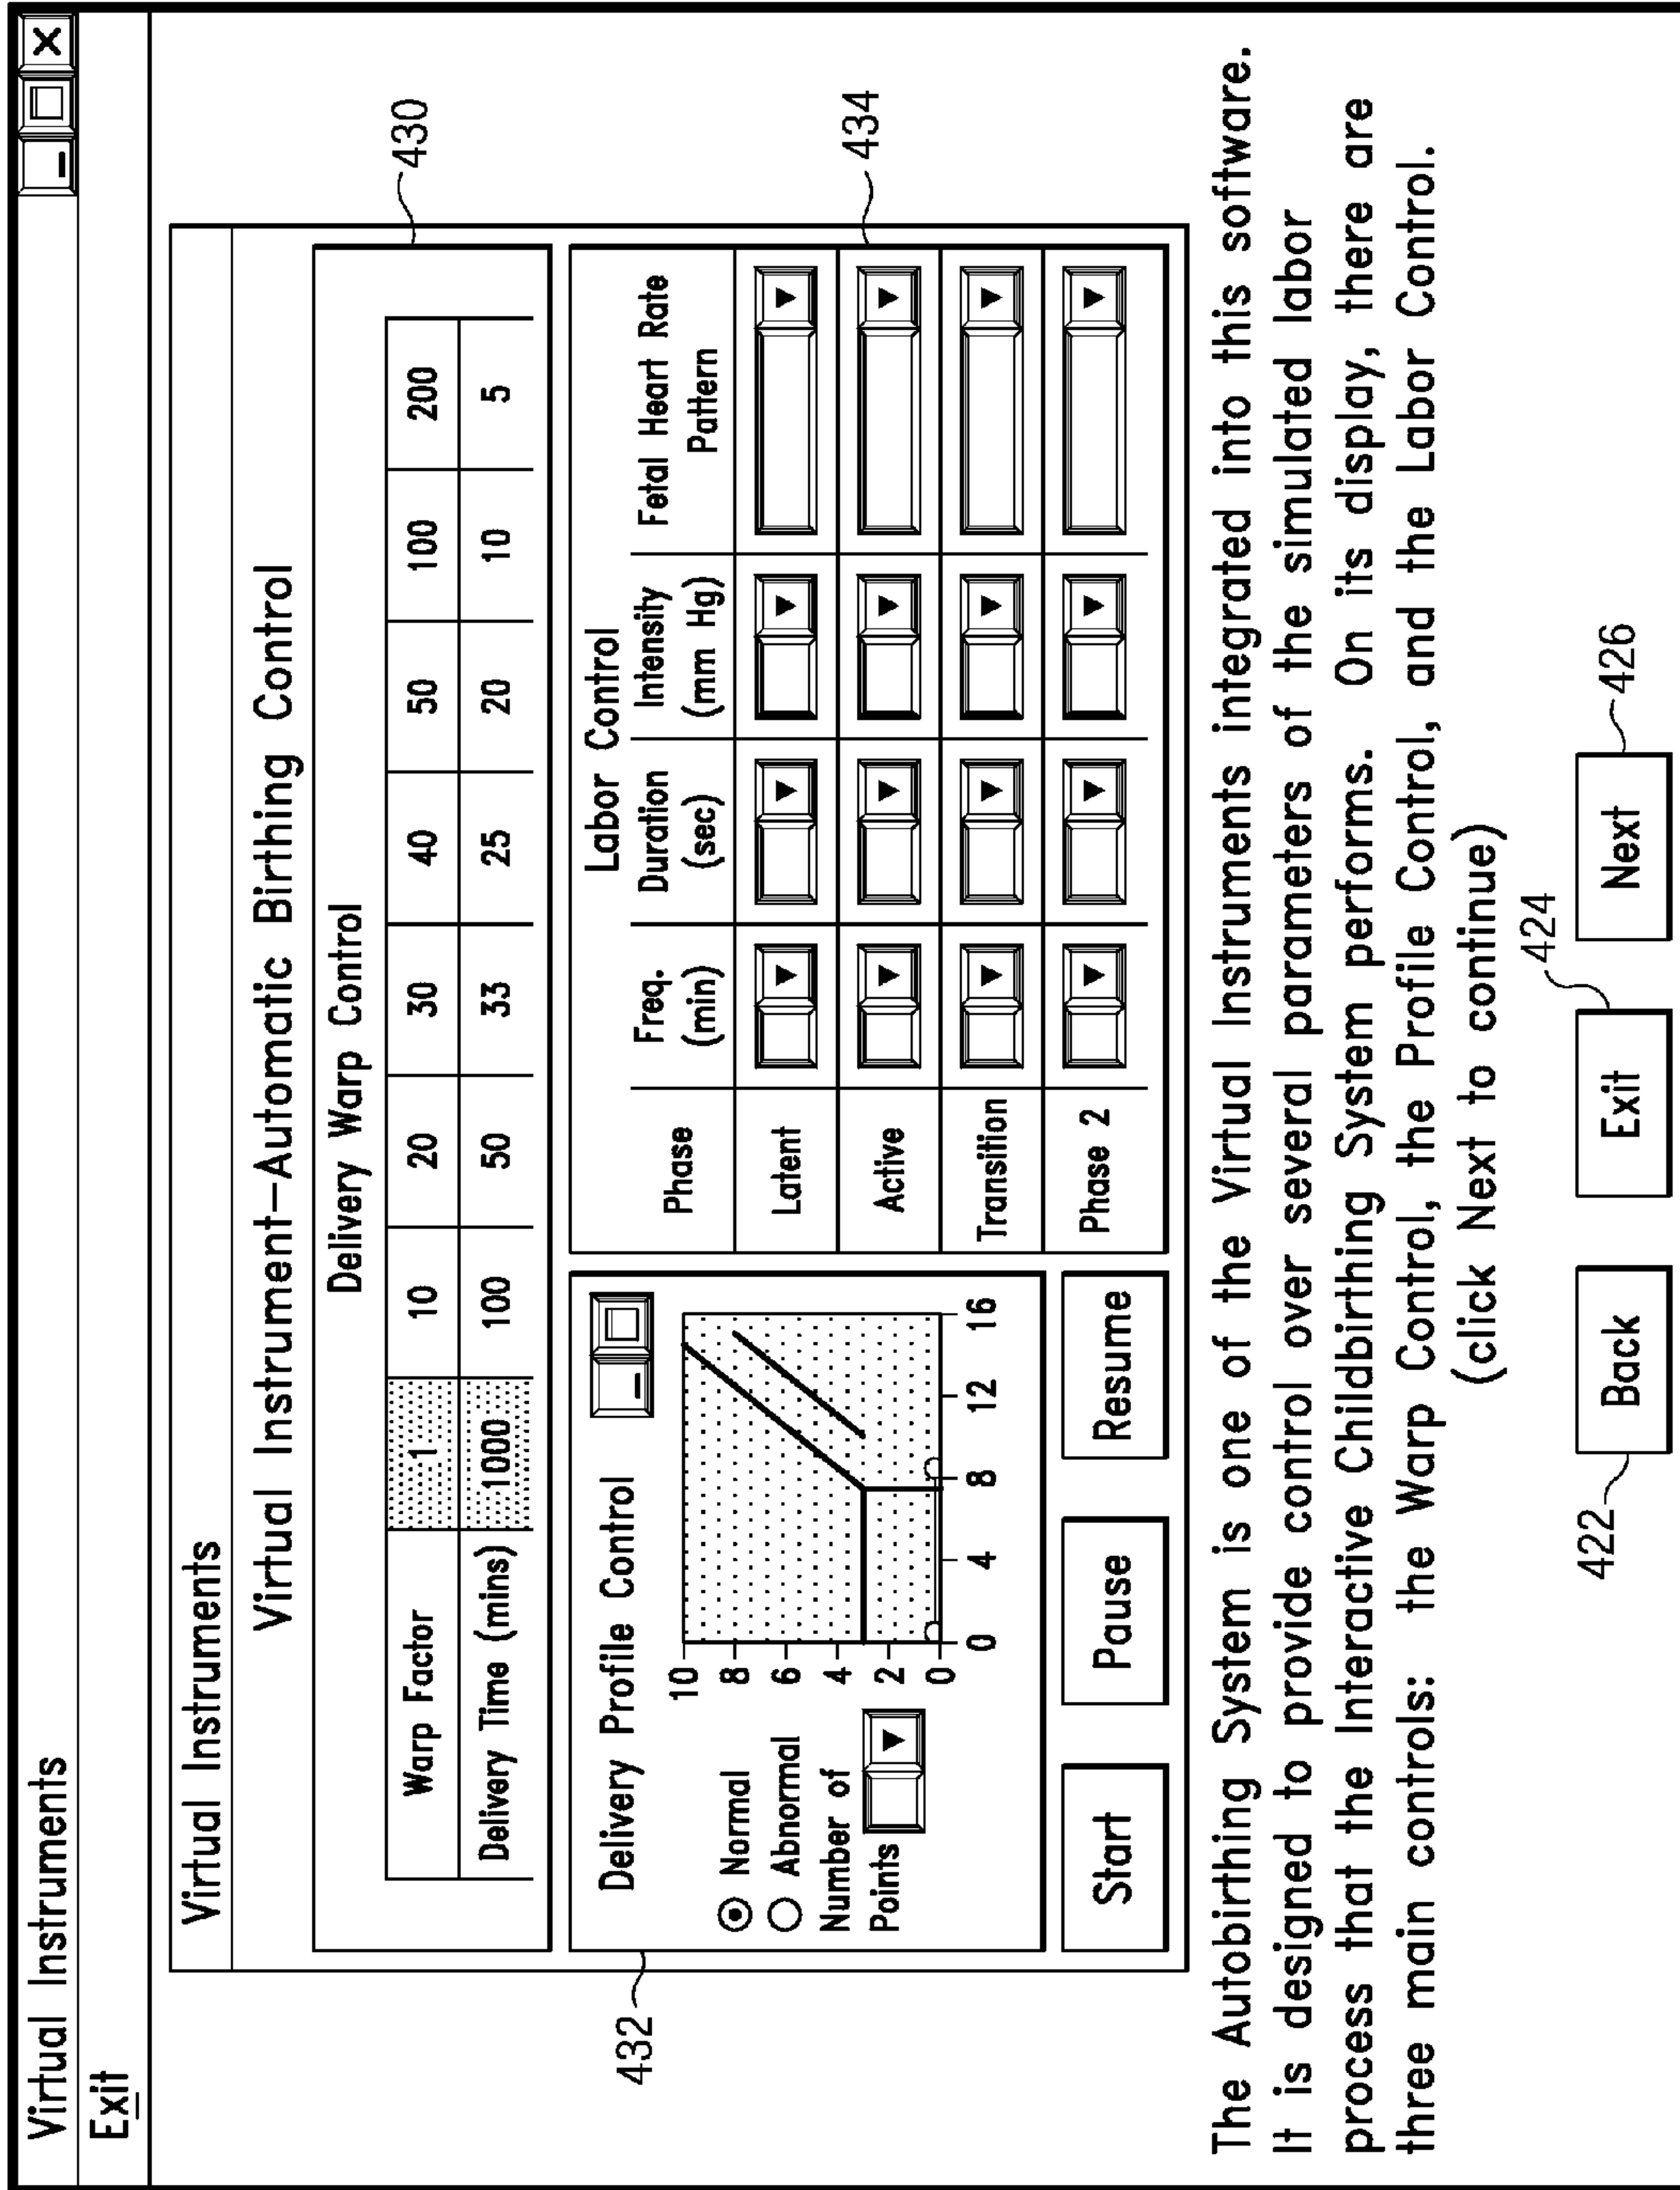 Virtual Instruments
Exit
Virtual Instruments
Virtual Instrument–Automatic Birthing Control
Delivery Warp Control
430
Warp Factor 1 10 20 30 40 50 100 200
Delivery Time (mins) 1000 100 50 33 25 20 10 5
432
Delivery Profile Control
Normal
Abnormal
Number of
Points
10
8
6
4
2
0
0 4 8 12 16
Start Pause Resume
Labor Control
434
Phase Freq. (min) Duration (sec) Intensity (mm Hg) Fetal Heart Rate Pattern
Latent
Active
Transition
Phase 2
The Autobirthing System is one of the Virtual Instruments integrated into this software.
It is designed to provide control over several parameters of the simulated labor
process that the Interactive Childbirthing System performs. On its display, there are
three main controls: the Warp Control, the Profile Control, and the Labor Control.
(click Next to continue)
422 424 426
Back Exit Next